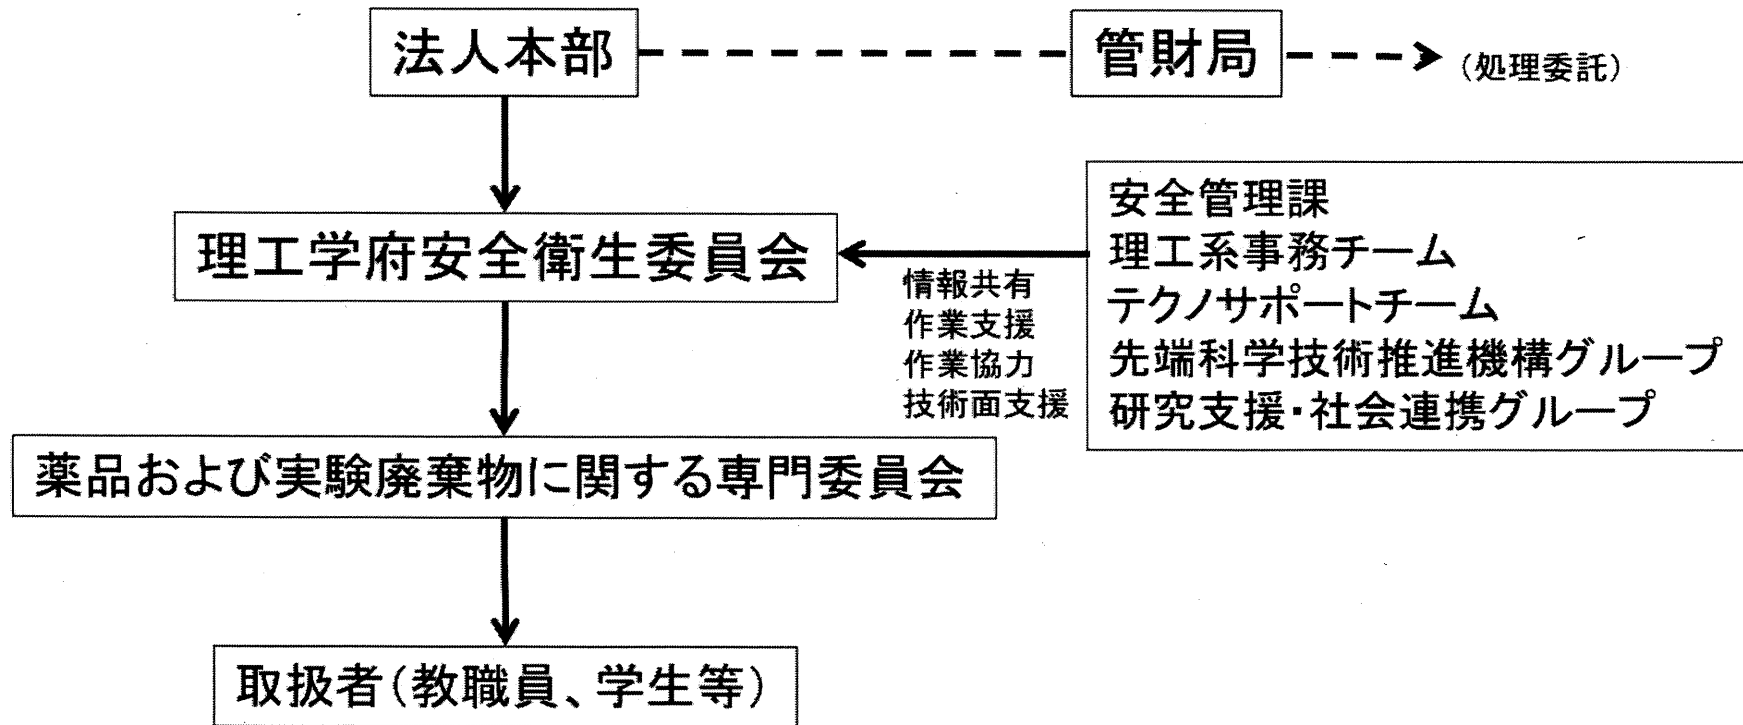 法人本部
管財局
(処理委託)
安全管理課
理工系事務チーム
テクノサポートチーム
先端科学技術推進機構グループ
研究支援・社会連携グループ
理工学府安全衛生委員会
情報共有
作業支援
作業協力
技術面支援
薬品および実験廃棄物に関する専門委員会
取扱者(教職員、学生等)